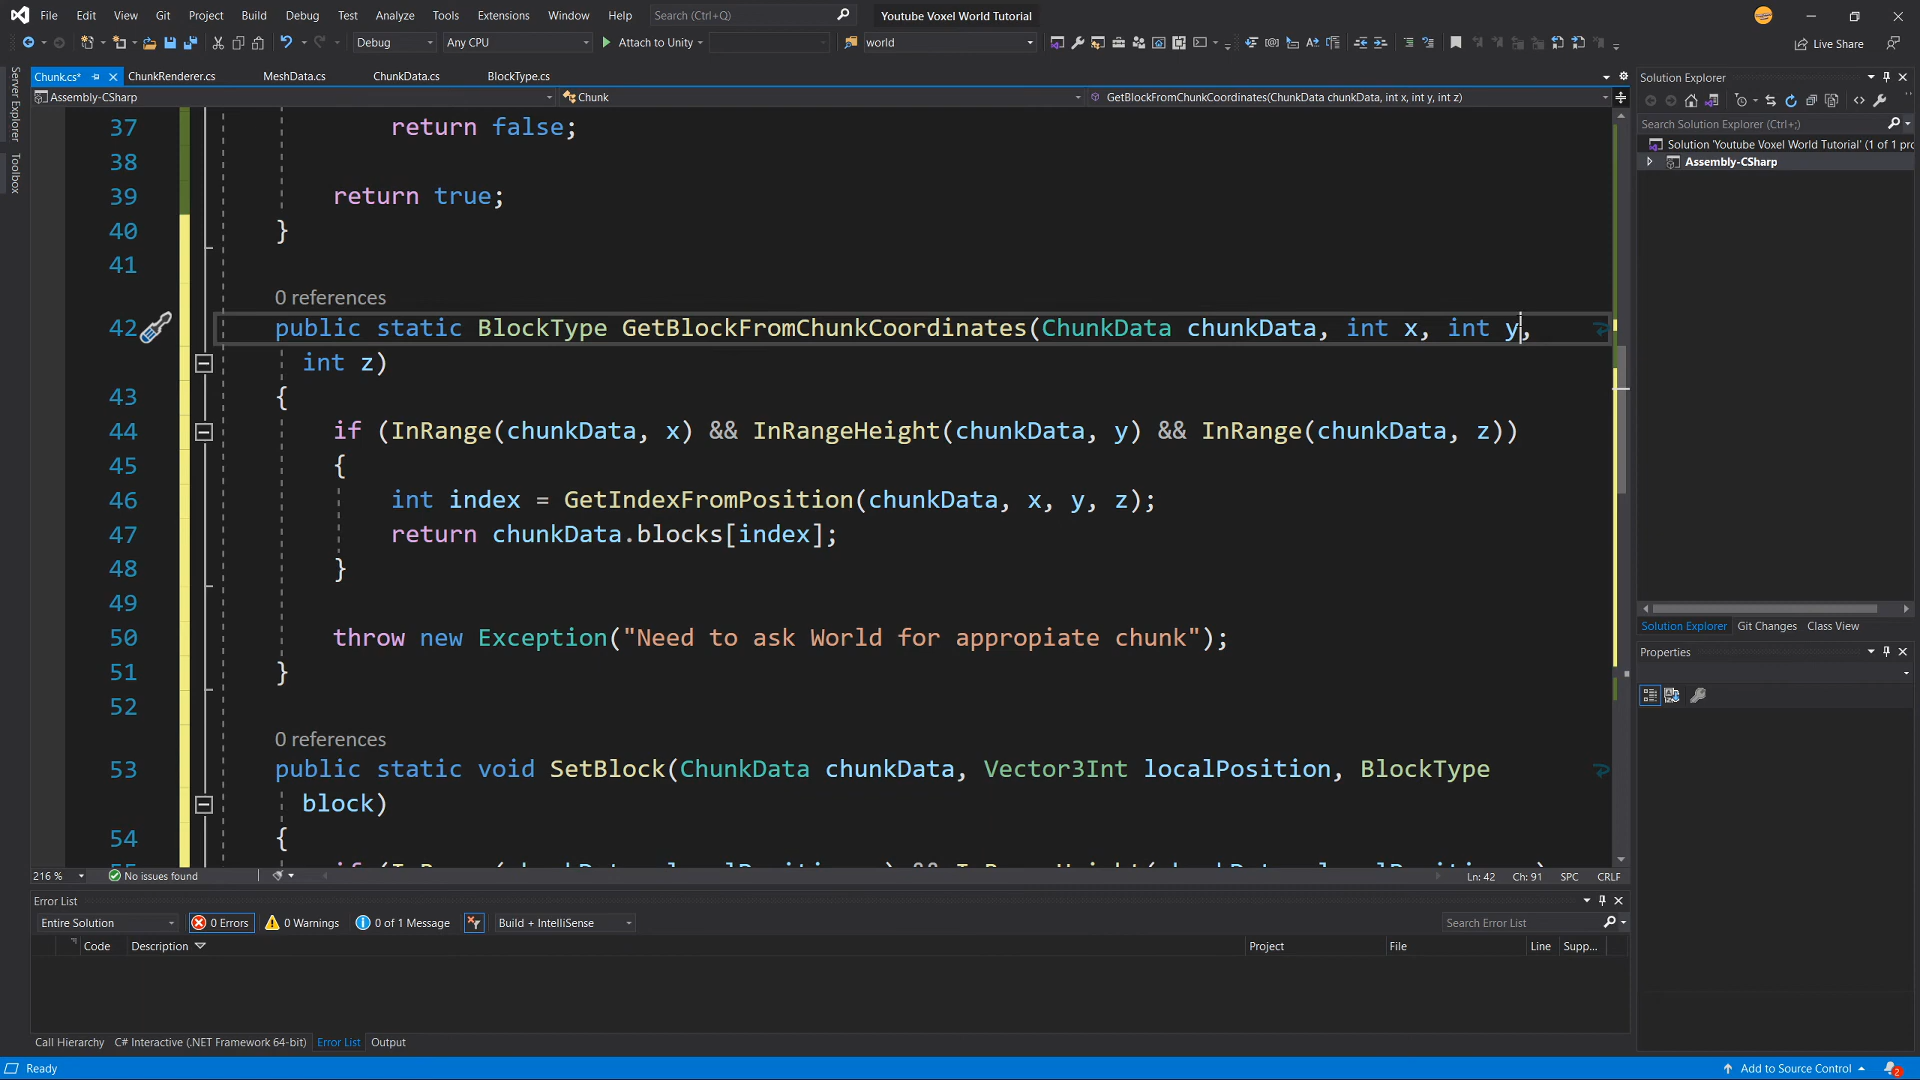 File Edit View Git Project Build Debug Test Analyze Tools Extensions Window Help Search (Ctrl+Q) Youtube Voxel World Tutorial
Debug Any CPU Attach to Unity world Live Share
Chunk.cs* ChunkRenderer.cs MeshData.cs ChunkData.cs BlockType.cs
Assembly-CSharp Chunk GetBlockFromChunkCoordinates(ChunkData chunkData, int x, int y, int z)
Server Explorer
Toolbox
37 return false;
38
39 return true;
40 }
41
0 references
42 public static BlockType GetBlockFromChunkCoordinates(ChunkData chunkData, int x, int y,
int z)
43 {
44 if (InRange(chunkData, x) && InRangeHeight(chunkData, y) && InRange(chunkData, z))
45 {
46 int index = GetIndexFromPosition(chunkData, x, y, z);
47 return chunkData.blocks[index];
48 }
49
50 throw new Exception("Need to ask World for appropiate chunk");
51 }
52
0 references
53 public static void SetBlock(ChunkData chunkData, Vector3Int localPosition, BlockType
block)
54 {
216 % No issues found Ln: 42 Ch: 91 SPC CRLF
Error List
Entire Solution 0 Errors 0 Warnings 0 of 1 Message Build + IntelliSense Search Error List
Code Description Project File Line Supp...
Call Hierarchy C# Interactive (.NET Framework 64-bit) Error List Output
Ready Add to Source Control 2
Solution Explorer
Search Solution Explorer (Ctrl+;)
Solution 'Youtube Voxel World Tutorial' (1 of 1 pro
Assembly-CSharp
Solution Explorer Git Changes Class View
Properties